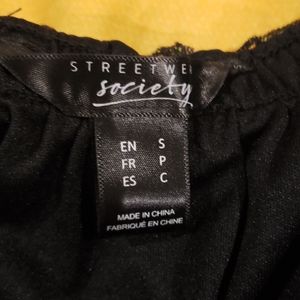 STREETWE
society
EN S
FR P
ES C
MADE IN CHINA
FABRIQUÉ EN CHINE